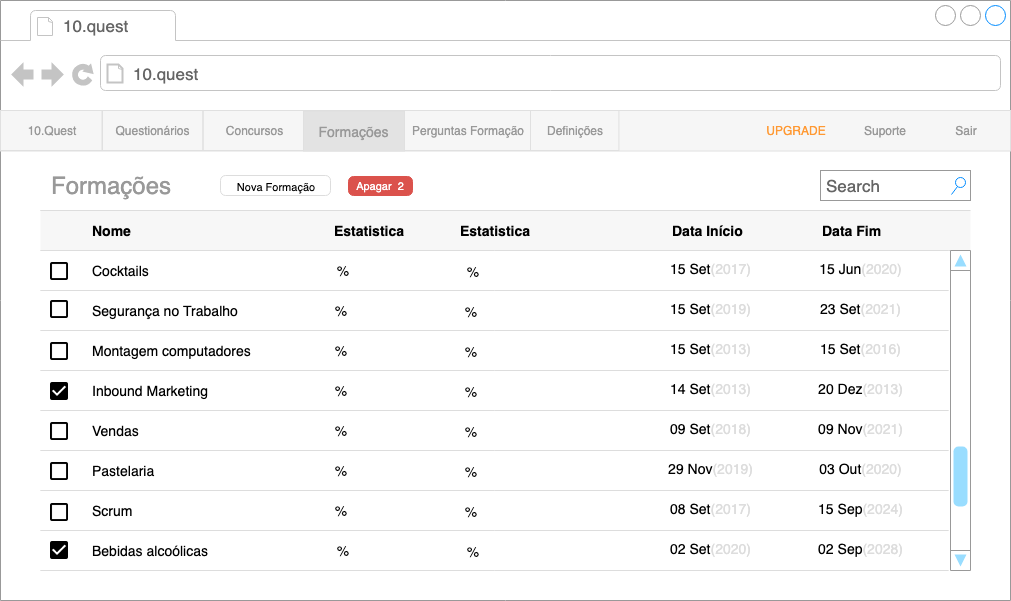 10.quest
10.quest
10.Quest Questionários Concursos Formações Perguntas Formação Definições UPGRADE Suporte Sair
Formações Nova Formação Apagar 2 Search
Nome Estatistica Estatistica Data Início Data Fim
Cocktails % % 15 Set(2017) 15 Jun(2020)
Segurança no Trabalho % % 15 Set(2019) 23 Set(2021)
Montagem computadores % % 15 Set(2013) 15 Set(2016)
Inbound Marketing % % 14 Set(2013) 20 Dez(2013)
Vendas % % 09 Set(2018) 09 Nov(2021)
Pastelaria % % 29 Nov(2019) 03 Out(2020)
Scrum % % 08 Set(2017) 15 Sep(2024)
Bebidas alcoólicas % % 02 Set(2020) 02 Sep(2028)